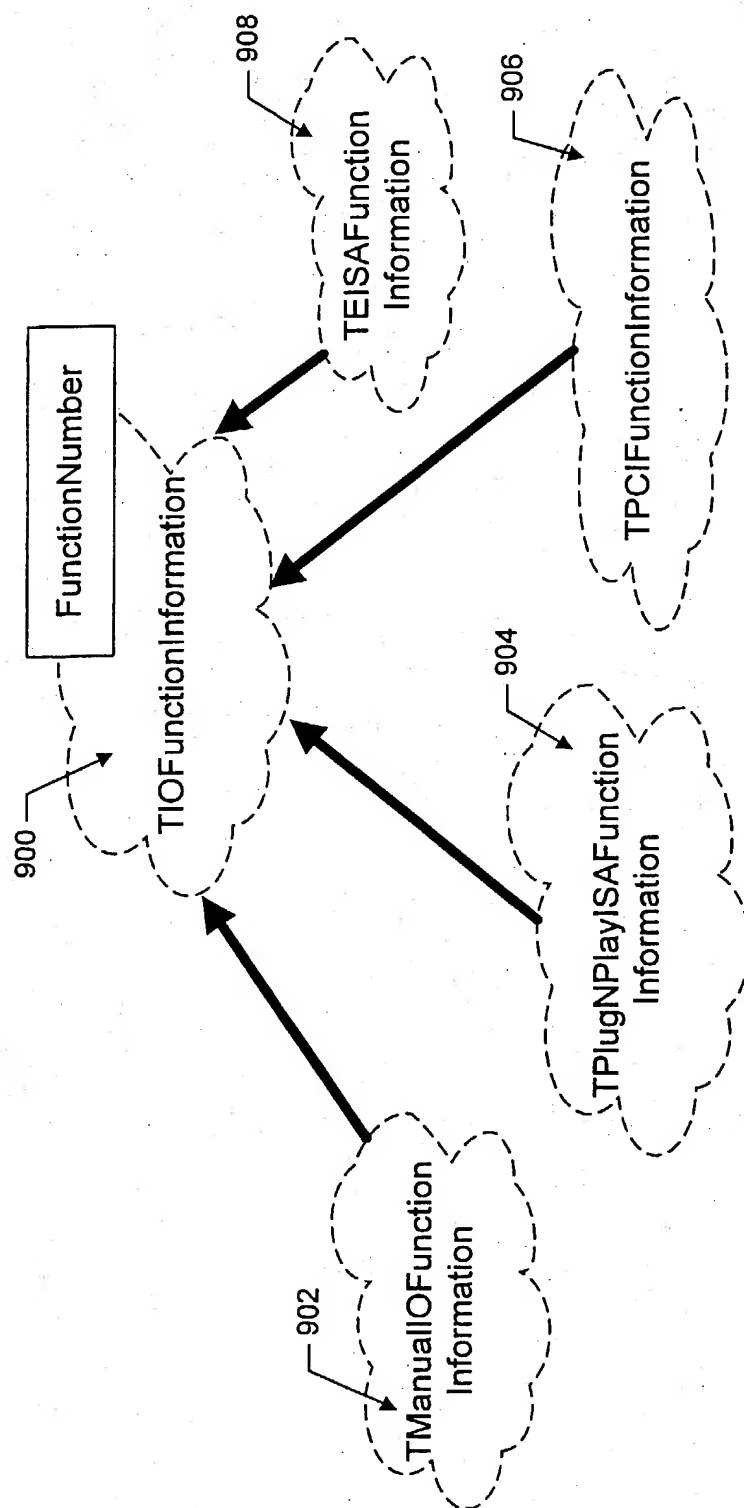 FunctionNumber
900
TIOFunctionInformation
908
TEISAFunction
Information
902
TManualIOFunction
Information
904
TPlugNPlayISAFunction
Information
906
TPCIFunctionInformation